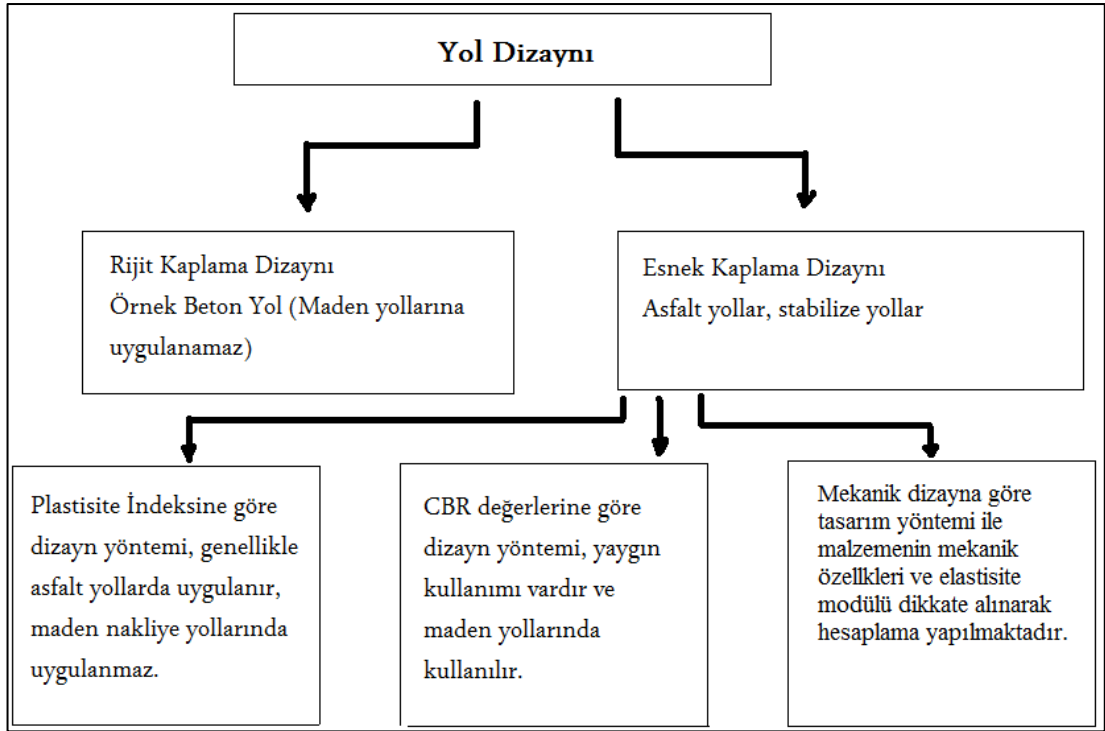 Yol Dizaynı
Rijit Kaplama Dizaynı
Örnek Beton Yol (Maden yollarına
uygulanamaz)
Esnek Kaplama Dizaynı
Asfalt yollar, stabilize yollar
Plastisite İndeksine göre
dizayn yöntemi, genellikle
asfalt yollarda uygulanır,
maden nakliye yollarında
uygulanmaz.
CBR değerlerine göre
dizayn yöntemi, yaygın
kullanımı vardır ve
maden yollarında
kullanılır.
Mekanik dizayna göre
tasarım yöntemi ile
malzemenin mekanik
özellkleri ve elastisite
modülü dikkate alınarak
hesaplama yapılmaktadır.